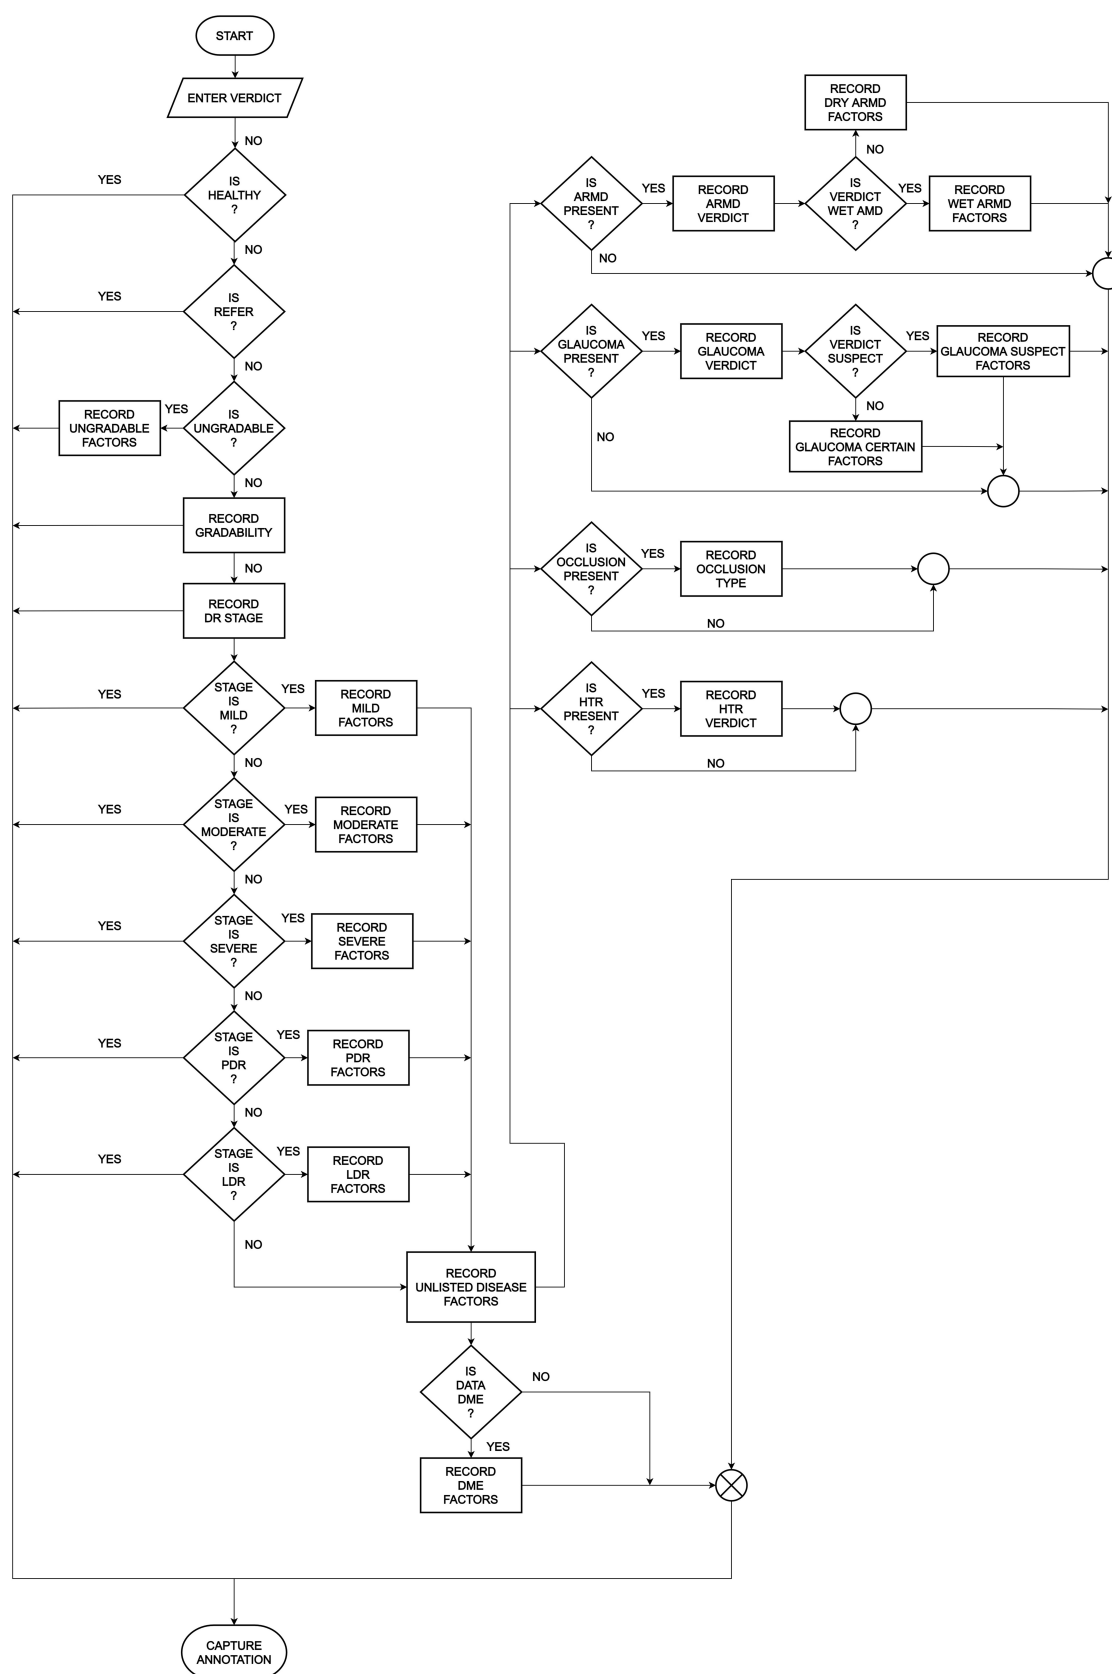 START
ENTER VERDICT
NO
YES
IS
HEALTHY
?
NO
YES
IS
REFER
?
NO
RECORD
UNGRADABLE
FACTORS
YES
IS
UNGRADABLE
?
NO
RECORD
GRADABILITY
NO
RECORD
DR STAGE
YES
STAGE
IS
MILD
?
YES
RECORD
MILD
FACTORS
NO
YES
STAGE
IS
MODERATE
?
YES
RECORD
MODERATE
FACTORS
NO
YES
STAGE
IS
SEVERE
?
YES
RECORD
SEVERE
FACTORS
NO
YES
STAGE
IS
PDR
?
YES
RECORD
PDR
FACTORS
NO
YES
STAGE
IS
LDR
?
YES
RECORD
LDR
FACTORS
NO
RECORD
UNLISTED DISEASE
FACTORS
IS
DATA
DME
?
NO
YES
RECORD
DME
FACTORS
CAPTURE
ANNOTATION
RECORD
DRY ARMD
FACTORS
NO
IS
ARMD
PRESENT
?
YES
RECORD
ARMD
VERDICT
IS
VERDICT
WET AMD
?
YES
RECORD
WET ARMD
FACTORS
NO
IS
GLAUCOMA
PRESENT
?
YES
RECORD
GLAUCOMA
VERDICT
IS
VERDICT
SUSPECT
?
YES
RECORD
GLAUCOMA SUSPECT
FACTORS
NO
NO
RECORD
GLAUCOMA CERTAIN
FACTORS
IS
OCCLUSION
PRESENT
?
YES
RECORD
OCCLUSION
TYPE
NO
IS
HTR
PRESENT
?
YES
RECORD
HTR
VERDICT
NO